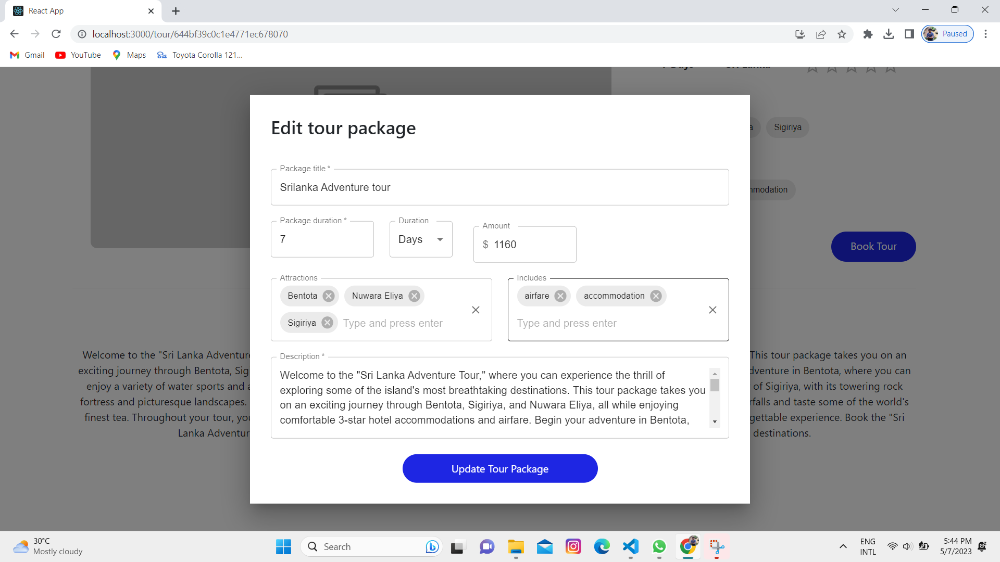 React App
localhost:3000/tour/644bf39c0c1e4771ec678070
Paused
Gmail
YouTube
Maps
Toyota Corolla 121...
Edit tour package
Sigiriya
Package title *
Srilanka Adventure tour
Package duration *
7
Duration
Days
Amount
$ 1160
Book Tour
Attractions
Bentota
Nuwara Eliya
Sigiriya
Type and press enter
Includes
airfare
accommodation
Type and press enter
Description *
Welcome to the "Sri Lanka Adventure Tour," where you can experience the thrill of
exploring some of the island's most breathtaking destinations. This tour package takes you
on an exciting journey through Bentota, Sigiriya, and Nuwara Eliya, all while enjoying
comfortable 3-star hotel accommodations and airfare. Begin your adventure in Bentota,
Update Tour Package
Welcome to the "Sri Lanka Adventure
This tour package takes you on an
exciting journey through Bentota, Sig
dventure in Bentota, where you can
enjoy a variety of water sports and a
of Sigiriya, with its towering rock
fortress and picturesque landscapes.
rfalls and taste some of the world's
finest tea. Throughout your tour, you
gettable experience. Book the "Sri
Lanka Adventur
destinations.
30°C
Mostly cloudy
Search
ENG
INTL
5:44 PM
5/7/2023